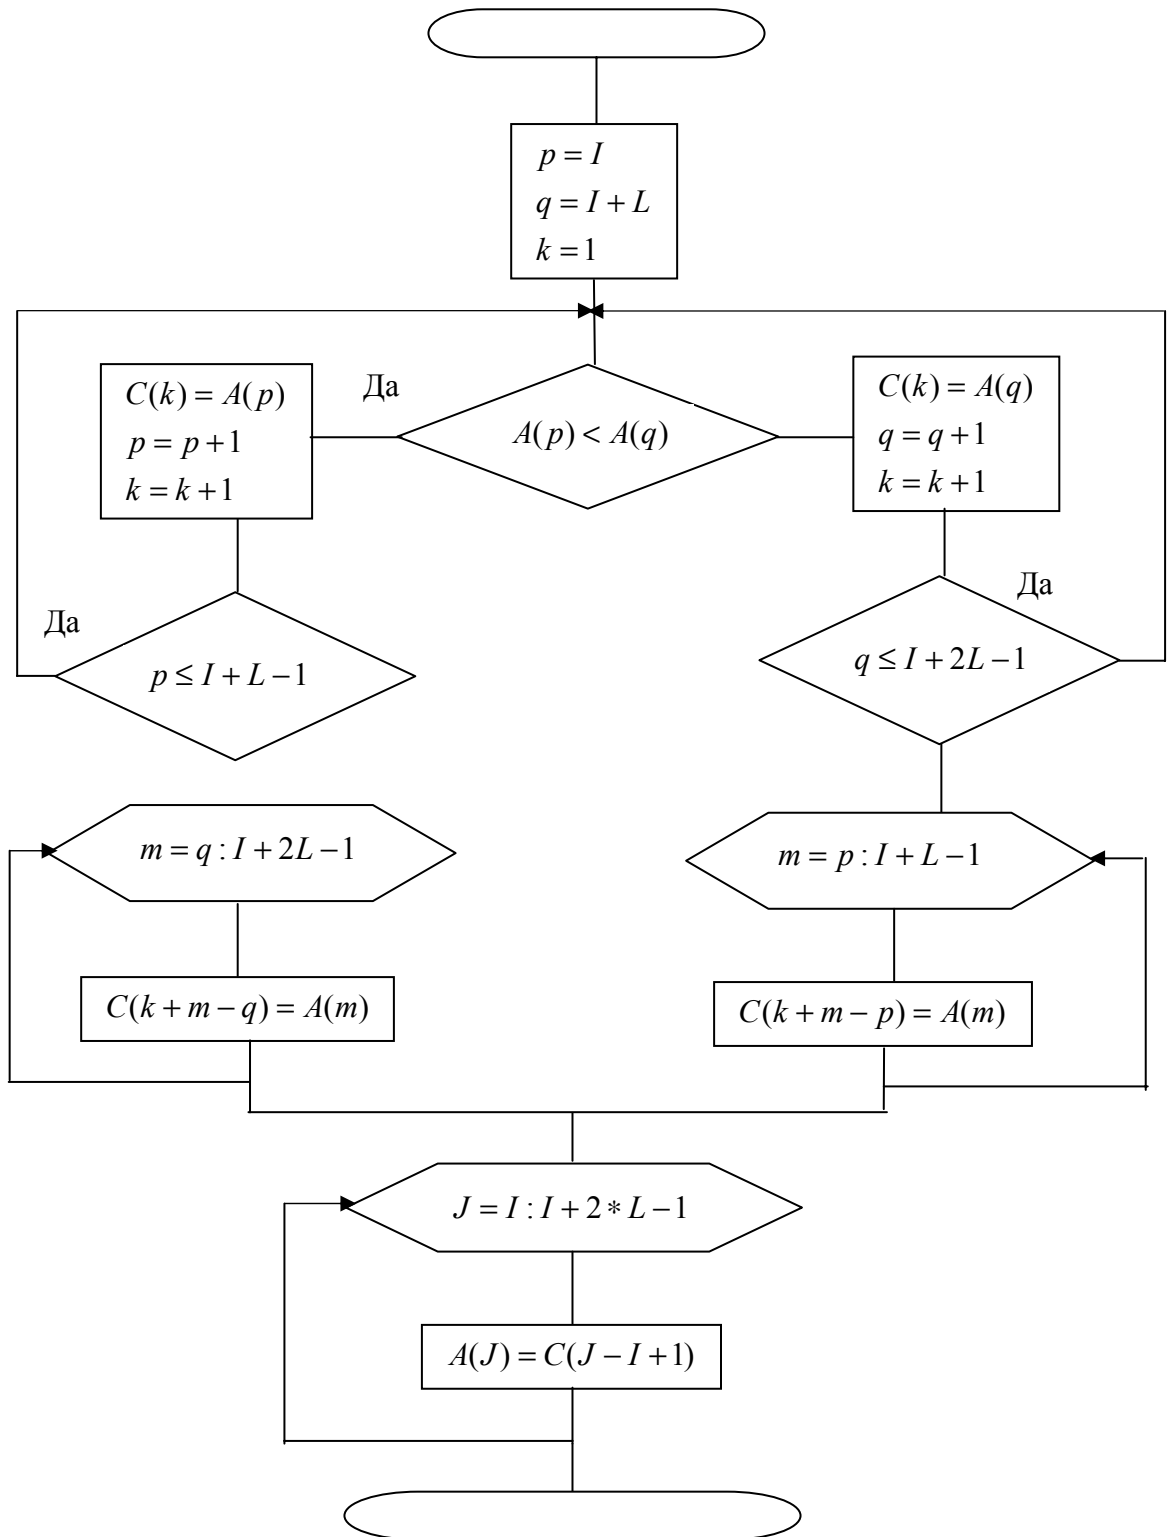 p = I
q = I + L
k = 1
Да
C(k) = A(p)
p = p + 1
k = k + 1
A(p) < A(q)
C(k) = A(q)
q = q + 1
k = k + 1
Да
p ≤ I + L − 1
Да
q ≤ I + 2L − 1
m = q : I + 2L − 1
m = p : I + L − 1
C(k + m − q) = A(m)
C(k + m − p) = A(m)
J = I : I + 2 * L − 1
A(J) = C(J − I + 1)